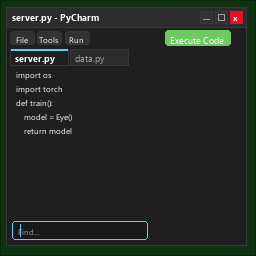 server.py - PyCharm
File Tools Run Execute Code
server.py data.py
import os
import torch
def train():
model = Eye()
return model
Find...